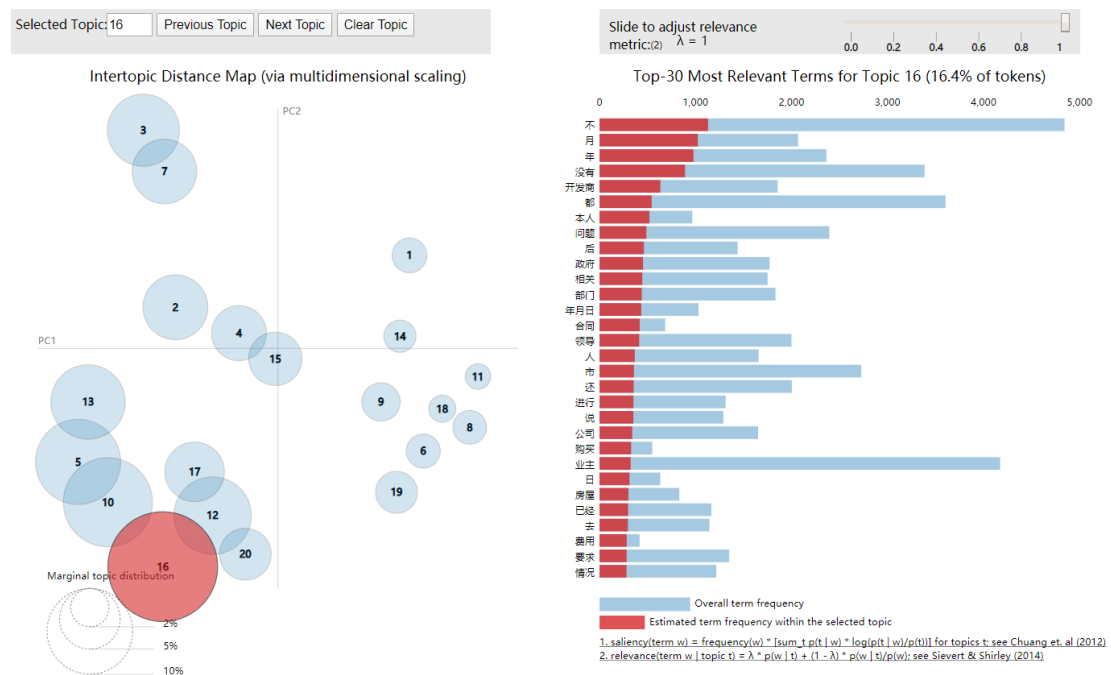 Selected Topic: 16 Previous Topic Next Topic Clear Topic
Slide to adjust relevance
metric:(2) λ = 1
0.0 0.2 0.4 0.6 0.8 1
Intertopic Distance Map (via multidimensional scaling)
PC2
PC1
3
7
1
2
4
14
15
11
13
9
18
8
5
6
17
19
10
12
20
16
Marginal topic distribution
2%
5%
10%
Top-30 Most Relevant Terms for Topic 16 (16.4% of tokens)
0 1,000 2,000 3,000 4,000 5,000
不
月
年
没有
开发商
都
本人
问题
后
政府
相关
部门
年月日
合同
领导
人
市
还
进行
说
公司
购买
业主
日
房屋
已经
去
费用
要求
情况
Overall term frequency
Estimated term frequency within the selected topic
1. saliency(term w) = frequency(w) * [sum_t p(t | w) * log(p(t | w)/p(t))] for topics t; see Chuang et. al (2012)
2. relevance(term w | topic t) = λ * p(w | t) + (1 - λ) * p(w | t)/p(w); see Sievert & Shirley (2014)